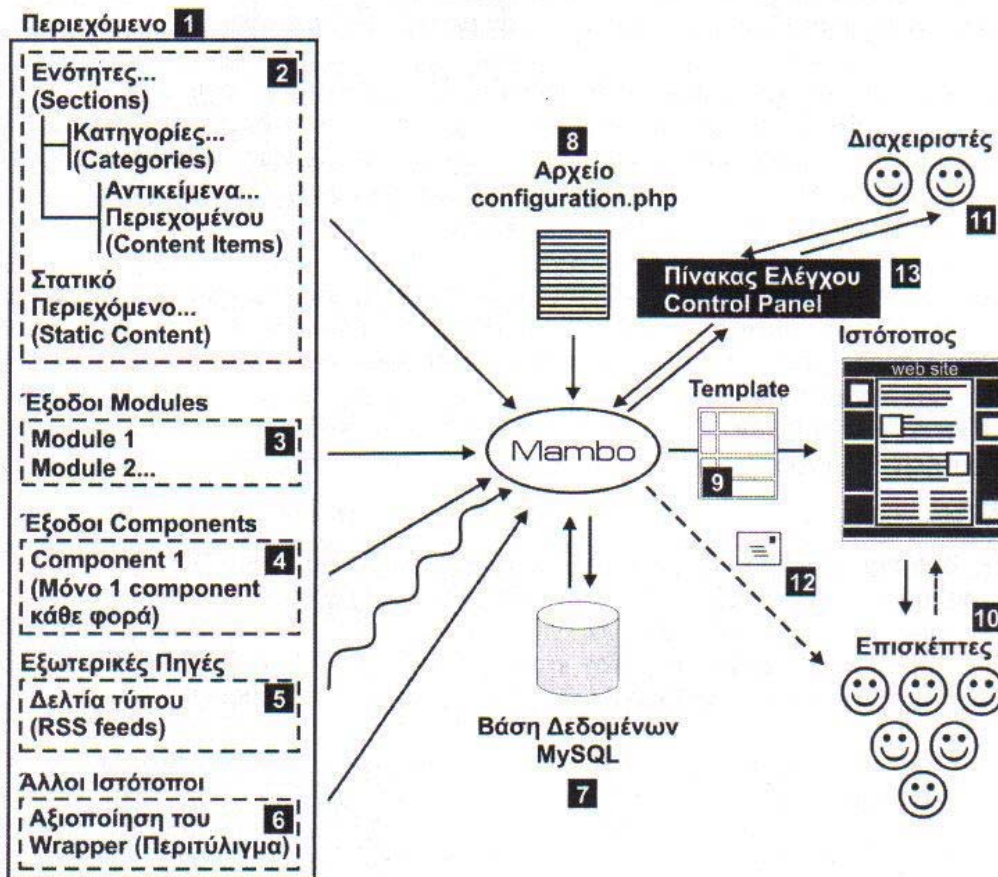 Περιεχόμενο 1
Ενότητες... 2
(Sections)
Κατηγορίες...
(Categories)
Αντικείμενα...
Περιεχομένου
(Content Items)
Στατικό
Περιεχόμενο...
(Static Content)
Έξοδοι Modules
Module 1 3
Module 2...
Έξοδοι Components
Component 1 4
(Μόνο 1 component
κάθε φορά)
Εξωτερικές Πηγές
Δελτία τύπου 5
(RSS feeds)
Άλλοι Ιστότοποι
Αξιοποίηση του 6
Wrapper (Περιτύλιγμα)
8
Αρχείο
configuration.php
Mambo
Βάση Δεδομένων
MySQL
7
Διαχειριστές
11
Πίνακας Ελέγχου 13
Control Panel
Template
9
Ιστότοπος
web site
12
10
Επισκέπτες